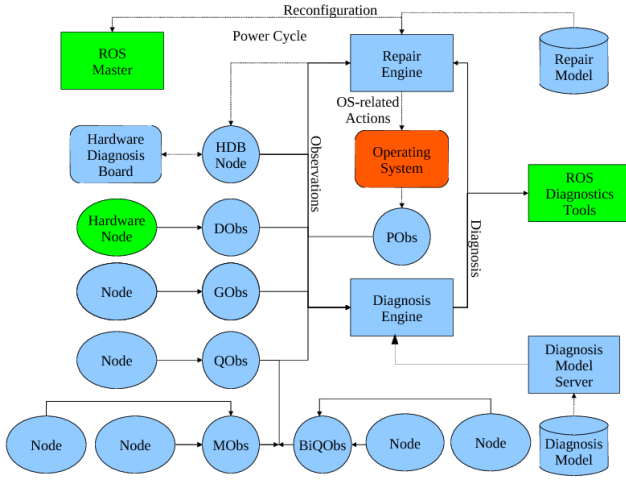 Reconfiguration
Power Cycle
ROS
Master
Repair
Engine
Repair
Model
OS-related
Actions
Hardware
Diagnosis
Board
HDB
Node
Observations
Operating
System
ROS
Diagnostics
Tools
Hardware
Node
DObs
PObs
Diagnosis
Node
GObs
Diagnosis
Engine
Node
QObs
Diagnosis
Model
Server
Node
Node
MObs
BiQObs
Node
Node
Diagnosis
Model